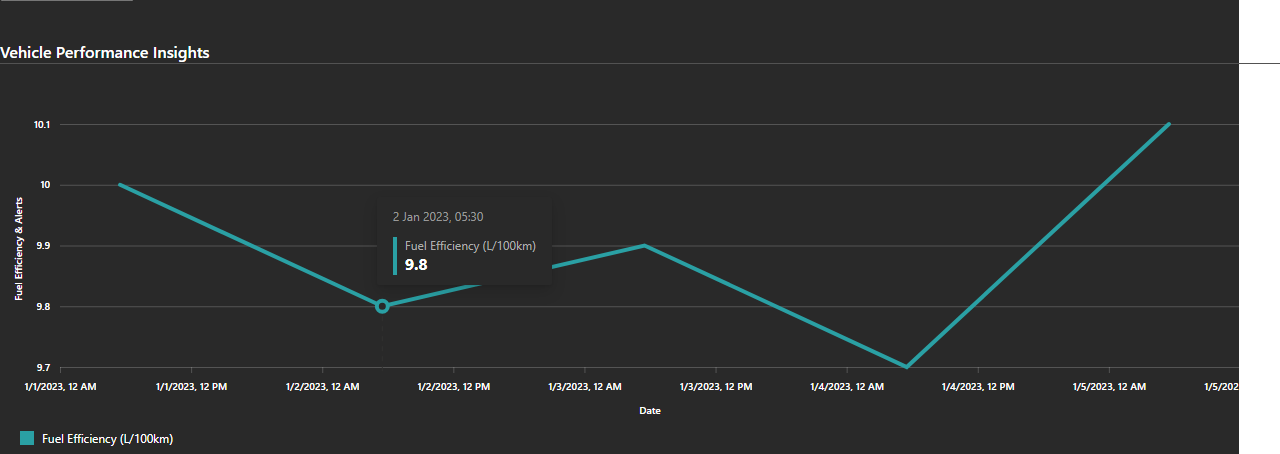 Vehicle Performance Insights
10.1
10
9.9
9.8
9.7
Fuel Efficiency & Alerts
2 Jan 2023, 05:30
Fuel Efficiency (L/100km)
9.8
1/1/2023, 12 AM
1/1/2023, 12 PM
1/2/2023, 12 AM
1/2/2023, 12 PM
1/3/2023, 12 AM
1/3/2023, 12 PM
1/4/2023, 12 AM
1/4/2023, 12 PM
1/5/2023, 12 AM
1/5/202
Date
Fuel Efficiency (L/100km)